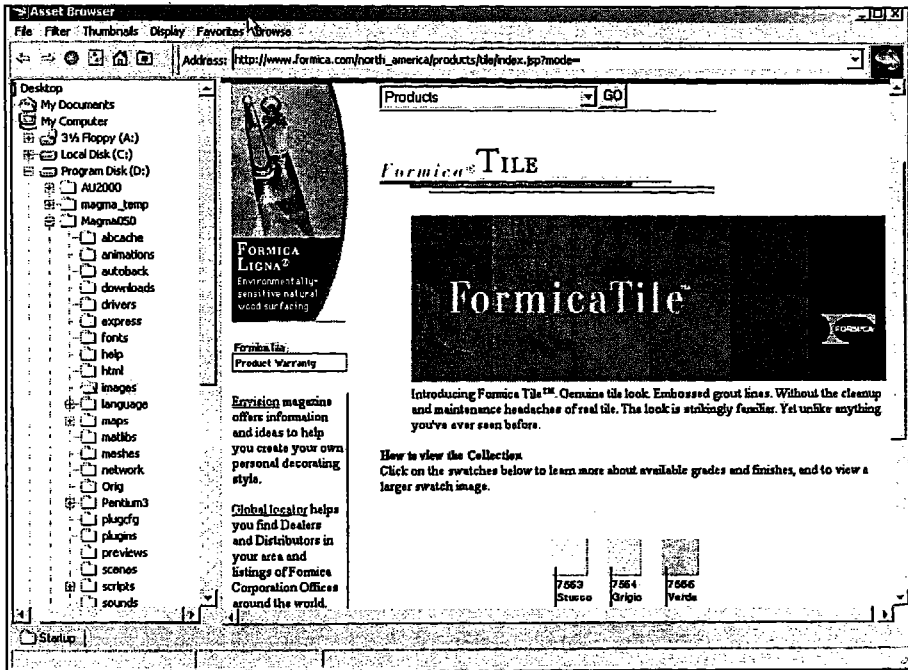 Asset Browser
File Filter Thumbnails Display Favorites Browse
Address: http://www.formica.com/north_america/products/tile/index.jsp?mode=
Desktop
My Documents
My Computer
3½ Floppy (A:)
Local Disk (C:)
Program Disk (D:)
AU2000
magma_temp
Magma050
abcache
animations
autoback
downloads
drivers
express
fonts
help
html
images
language
maps
matlibs
meshes
network
Orig
Pentium3
plugcfg
plugins
previews
scenes
scripts
sounds
Startup
FORMICA
LIGNA®
Environmentally-
sensitive natural
wood surfacing
Formica Tile
Product Warranty
Envision magazine
offers information
and ideas to help
you create your own
personal decorating
style.
Global locator helps
you find Dealers
and Distributors in
your area and
listings of Formica
Corporation Offices
around the world.
Products
GO
Formica® TILE
FormicaTile™
FORMICA
Introducing Formica Tile™. Genuine tile look. Embossed grout lines. Without the cleanup
and maintenance headaches of real tile. The look is strikingly familiar. Yet unlike anything
you've ever seen before.
How to view the Collection
Click on the swatches below to learn more about available grades and finishes, and to view a
larger swatch image.
7663
Stucco
7664
Grigio
7666
Verde